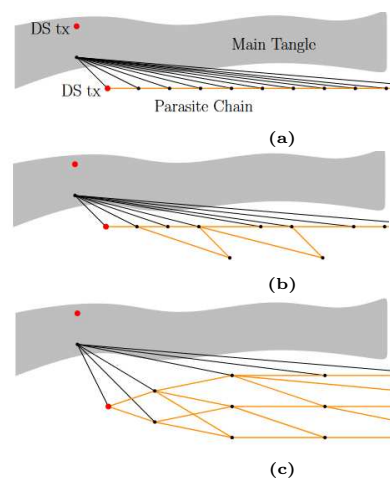 DS tx
Main Tangle
DS tx
Parasite Chain
(a)
(b)
(c)